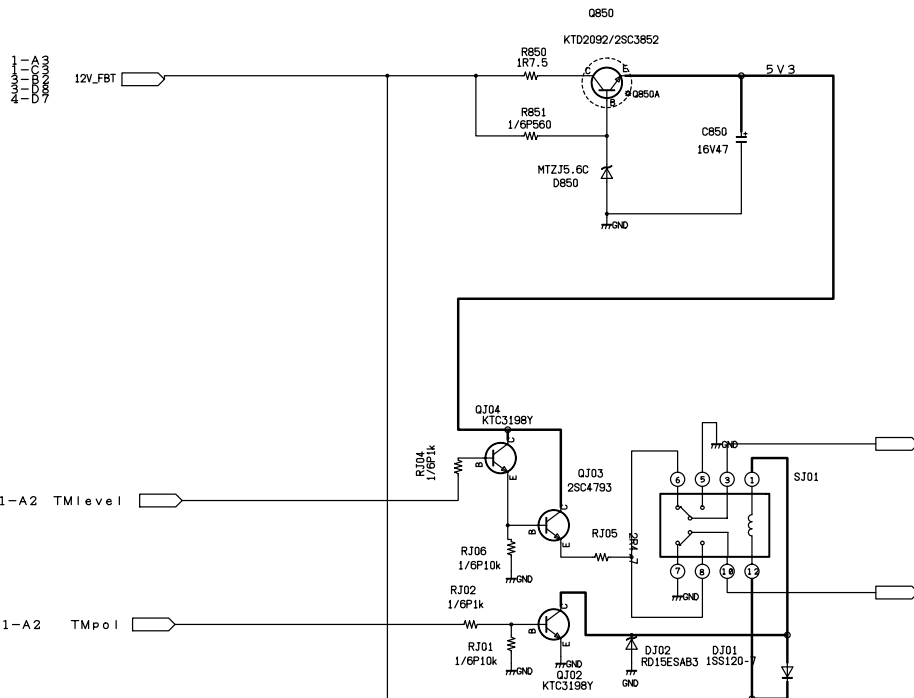 Q850
KTD2092/2SC3852
1-A3
1-C3
3-B2
3-D8
4-D7
12V_FBT
R850
1R7.5
C
E
5V3
Q850A
B
R851
1/6P560
C850
16V47
+
MTZJ5.6C
D850
GND
QJ04
KTC3198Y
C
GND
RJ04
1/6P1k
B
E
QJ03
2SC4793
6
5
3
1
SJ01
1-A2 TMlevel
C
B
E
RJ05
2R4.7
RJ06
1/6P10k
GND
7
8
10
12
GND
RJ02
1/6P1k
1-A2 TMpol
C
B
E
RJ01
1/6P10k
GND
GND
QJ02
KTC3198Y
DJ02
RD15ESAB3
GND
DJ01
1SS120-7